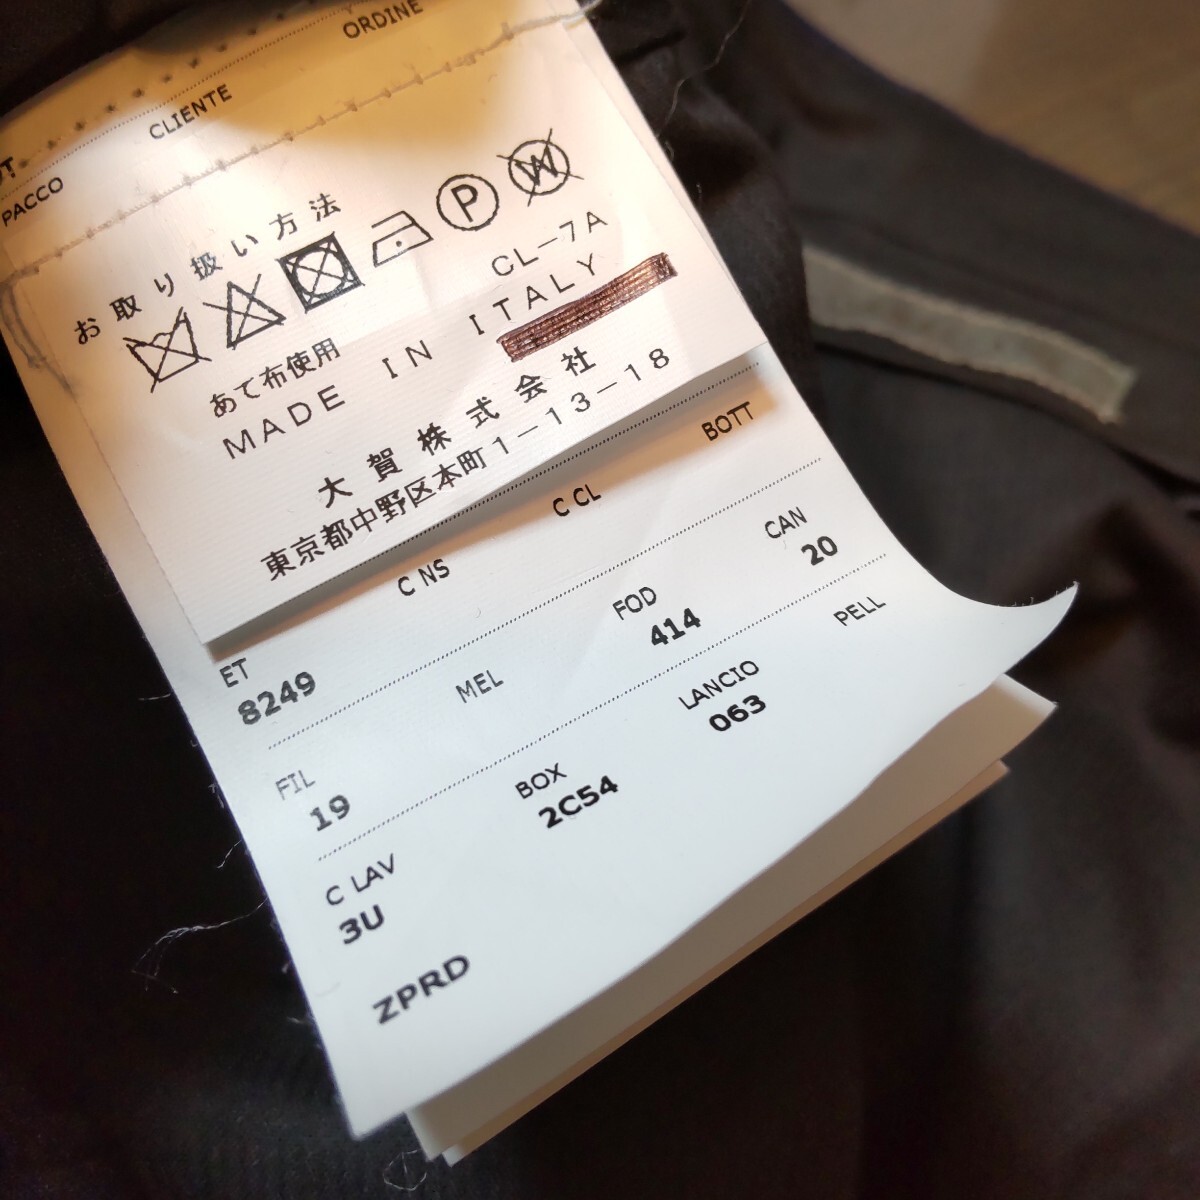 ORDINE
CLIENTE
PACCO
お取り扱い方法
P W
あて布使用 CL-7A
MADE IN ITALY
大賀株式会社
東京都中野区本町1-13-18
C NS C CL BOTT
ET
8249
MEL
FOD
414
CAN
20
FIL
19
BOX
2C54
LANCIO
063
PELL
C LAV
3U
ZPRD